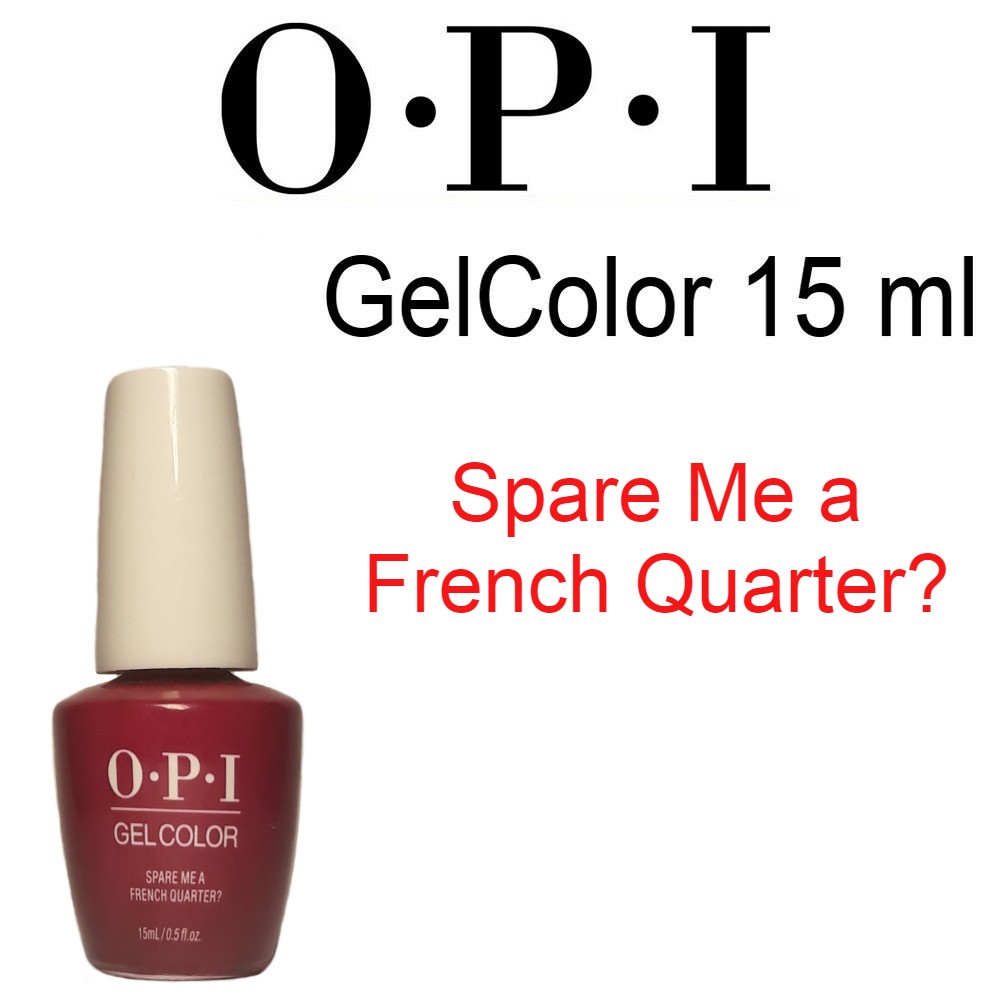 O·P·I
GelColor 15 ml
Spare Me a
French Quarter?
O·P·I
GELCOLOR
SPARE ME A
FRENCH QUARTER?
15mL/0.5 fl.oz.